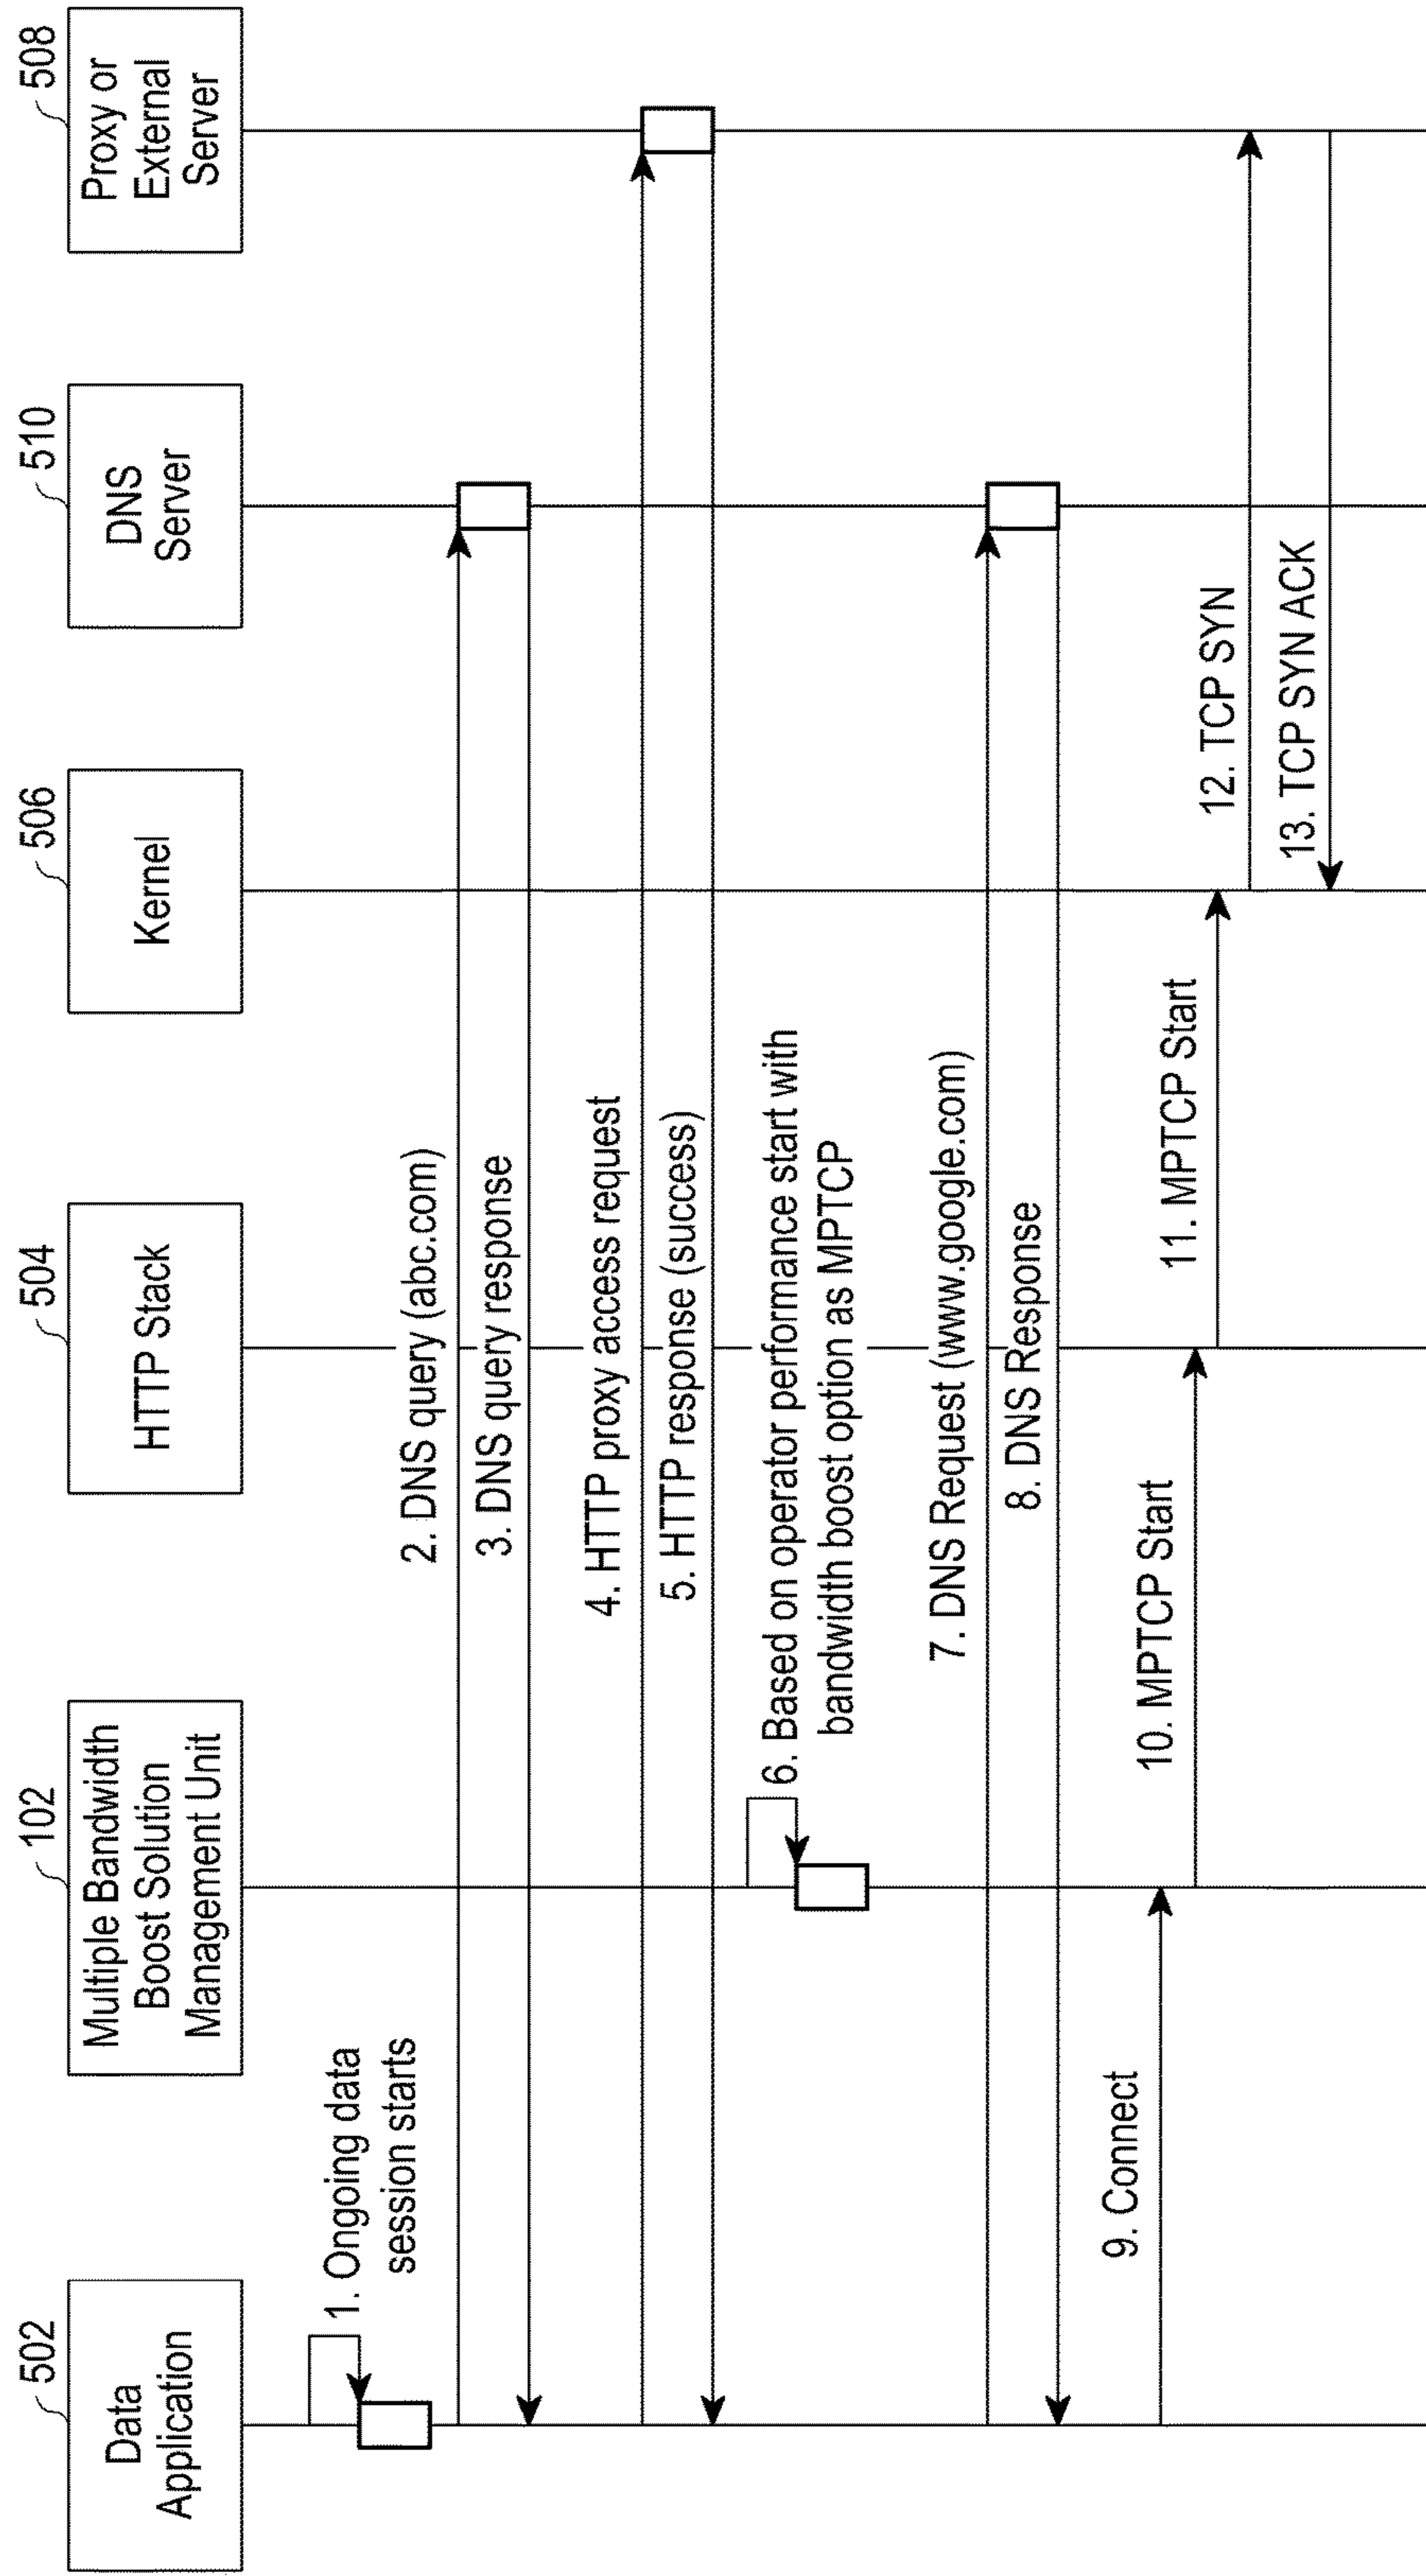 502
Data
Application
102
Multiple Bandwidth
Boost Solution
Management Unit
504
HTTP Stack
506
Kernel
510
DNS
Server
508
Proxy or
External
Server
1. Ongoing data
session starts
2. DNS query (abc.com)
3. DNS query response
4. HTTP proxy access request
5. HTTP response (success)
6. Based on operator performance start with
bandwidth boost option as MPTCP
7. DNS Request (www.google.com)
8. DNS Response
9. Connect
10. MPTCP Start
11. MPTCP Start
12. TCP SYN
13. TCP SYN ACK